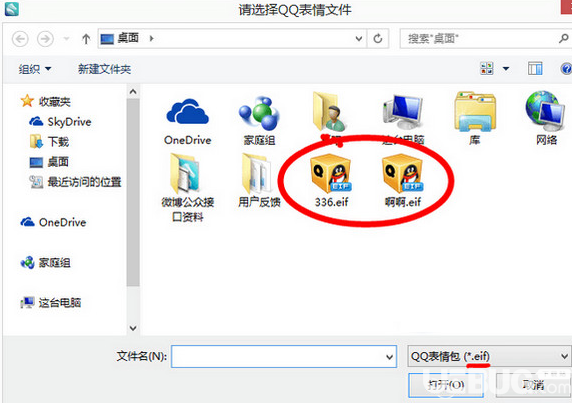 请选择QQ表情文件
桌面
搜索"桌面"
组织
新建文件夹
收藏夹
SkyDrive
下载
桌面
最近访问的位置
OneDrive
家庭组
这台电脑
OneDrive
家庭组
这台电脑
库
网络
微博公众接
口资料
用户反馈
EIF
336.eif
EIF
啊啊.eif
文件名(N):
QQ表情包 (*.eif)
打开(O)
取消